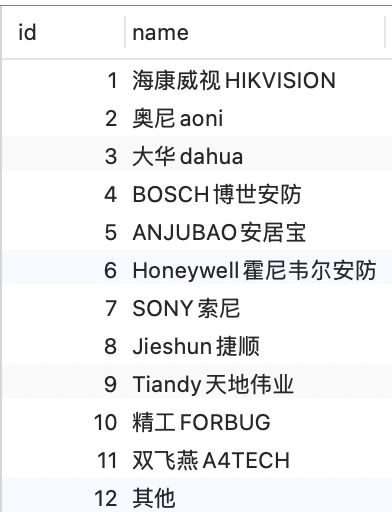 id name
1 海康威视HIKVISION
2 奥尼aoni
3 大华dahua
4 BOSCH博世安防
5 ANJUBAO安居宝
6 Honeywell霍尼韦尔安防
7 SONY索尼
8 Jieshun捷顺
9 Tiandy天地伟业
10 精工FORBUG
11 双飞燕A4TECH
12 其他